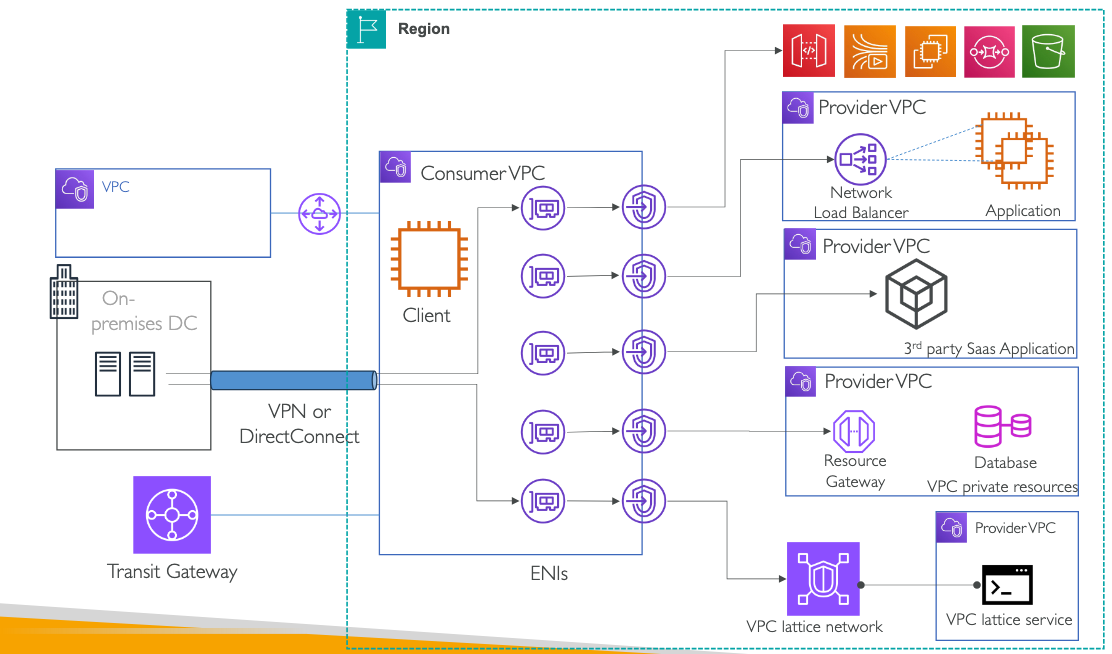 Region
Provider VPC
Network
Load Balancer
Application
Consumer VPC
VPC
Client
On-
premises DC
VPN or
DirectConnect
Transit Gateway
ENIs
Provider VPC
3rd party Saas Application
Provider VPC
Resource
Gateway
Database
VPC private resources
Provider VPC
VPC lattice network
VPC lattice service